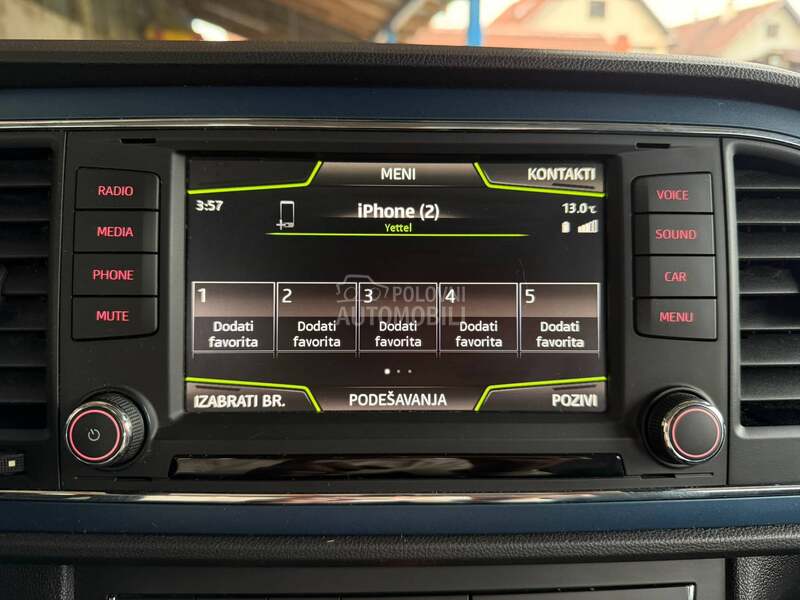 RADIO
MEDIA
PHONE
MUTE
MENI
KONTAKTI
3:57
iPhone (2)
13.0°C
Yettel
1
2
3
4
5
Dodati favorita
Dodati favorita
Dodati favorita
Dodati favorita
Dodati favorita
POLOVNI
AUTOMOBILI
IZABRATI BR.
PODEŠAVANJA
POZIVI
VOICE
SOUND
CAR
MENU